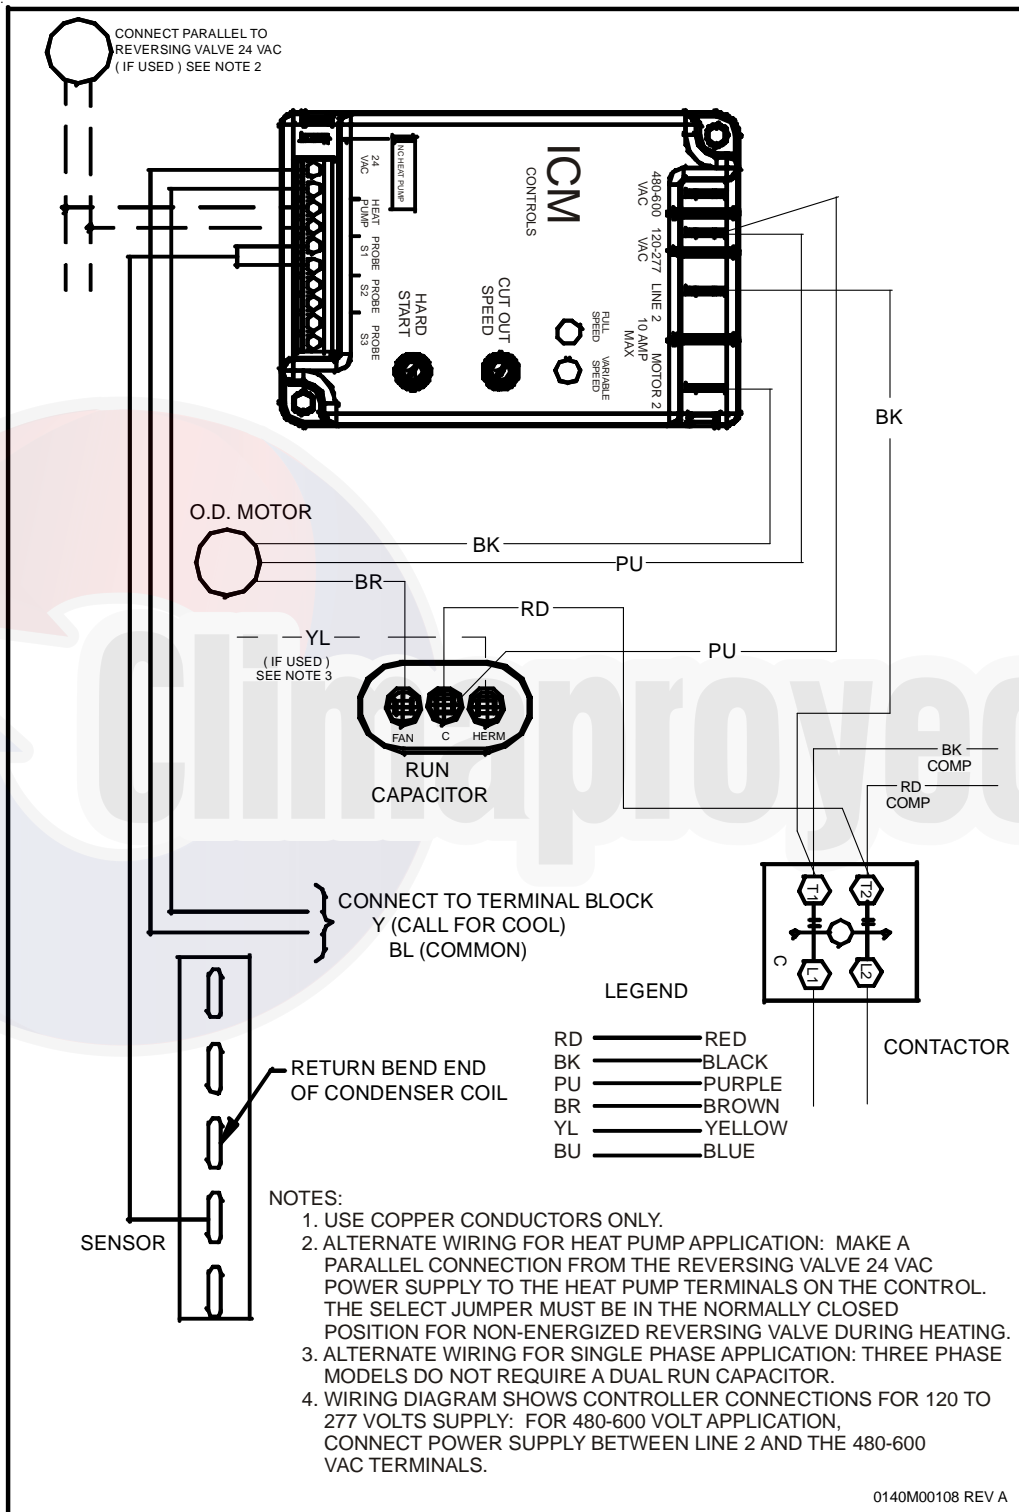 CONNECT PARALLEL TO
REVERSING VALVE 24 VAC
( IF USED ) SEE NOTE 2
24
VAC
HEAT
PUMP
PROBE
S1
PROBE
S2
PROBE
S3
NC HEAT PUMP
ICM
CONTROLS
HARD
START
CUT OUT
SPEED
FULL
SPEED
VARIABLE
SPEED
480-600
VAC
120-277
VAC
LINE 2
10 AMP
MAX
MOTOR 2
BK
O.D. MOTOR
BK
PU
BR
RD
YL
( IF USED )
SEE NOTE 3
PU
FAN
C
HERM
RUN
CAPACITOR
BK
COMP
RD
COMP
T1
T2
C
L1
L2
CONTACTOR
CONNECT TO TERMINAL BLOCK
Y (CALL FOR COOL)
BL (COMMON)
RETURN BEND END
OF CONDENSER COIL
SENSOR
LEGEND
RD RED
BK BLACK
PU PURPLE
BR BROWN
YL YELLOW
BU BLUE
NOTES:
1. USE COPPER CONDUCTORS ONLY.
2. ALTERNATE WIRING FOR HEAT PUMP APPLICATION: MAKE A
PARALLEL CONNECTION FROM THE REVERSING VALVE 24 VAC
POWER SUPPLY TO THE HEAT PUMP TERMINALS ON THE CONTROL.
THE SELECT JUMPER MUST BE IN THE NORMALLY CLOSED
POSITION FOR NON-ENERGIZED REVERSING VALVE DURING HEATING.
3. ALTERNATE WIRING FOR SINGLE PHASE APPLICATION: THREE PHASE
MODELS DO NOT REQUIRE A DUAL RUN CAPACITOR.
4. WIRING DIAGRAM SHOWS CONTROLLER CONNECTIONS FOR 120 TO
277 VOLTS SUPPLY: FOR 480-600 VOLT APPLICATION,
CONNECT POWER SUPPLY BETWEEN LINE 2 AND THE 480-600
VAC TERMINALS.
0140M00108 REV A